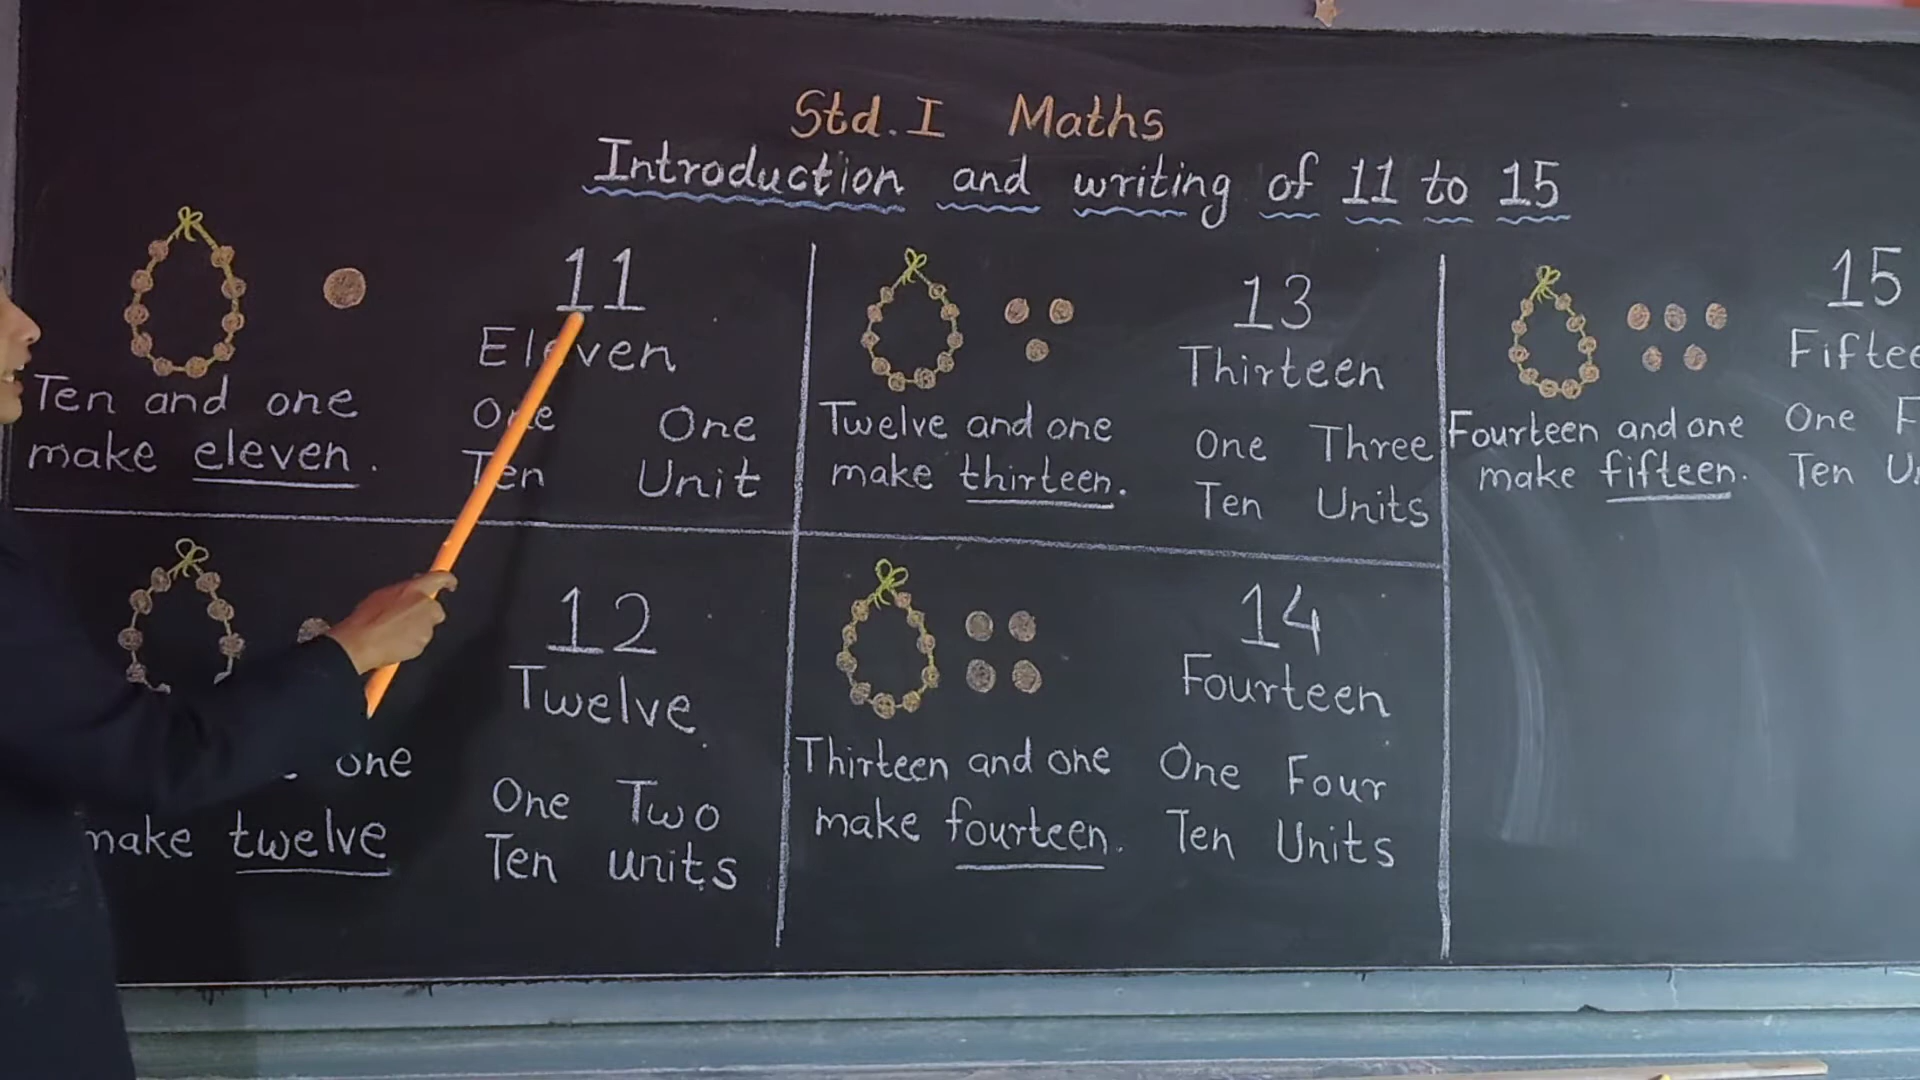 Std. I Maths
Introduction and writing of 11 to 15
11
Eleven
Ten and one
make eleven.
One One
Ten Unit
12
Twelve
one
make twelve
One Two
Ten units
13
Thirteen
Twelve and one
make thirteen.
One Three
Ten Units
14
Fourteen
Thirteen and one
make fourteen.
One Four
Ten Units
15
Fourteen and one
make fifteen.
One
Ten